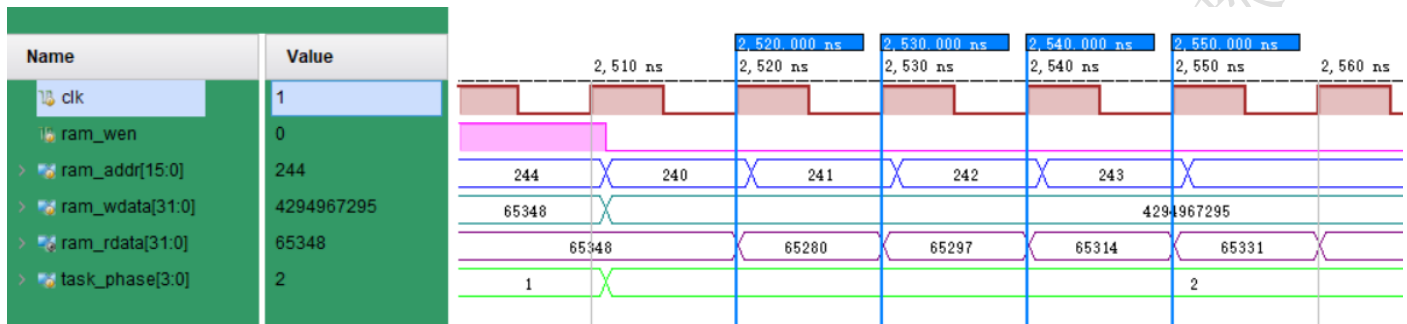 2,520.000 ns 2,530.000 ns 2,540.000 ns 2,550.000 ns
Name Value 2,510 ns 2,520 ns 2,530 ns 2,540 ns 2,550 ns 2,560 ns
clk 1
ram_wen 0
ram_addr[15:0] 244 244 240 241 242 243
ram_wdata[31:0] 4294967295 65348 4294967295
ram_rdata[31:0] 65348 65348 65280 65297 65314 65331
task_phase[3:0] 2 1 2